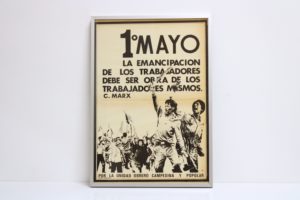 1º MAYO
LA EMANCIPACION
DE LOS TRABAJADORES
DEBE SER OBRA DE LOS
TRABAJADORES MISMOS.
C. MARX
POR LA UNIDAD OBRERO CAMPESINA Y POPULAR